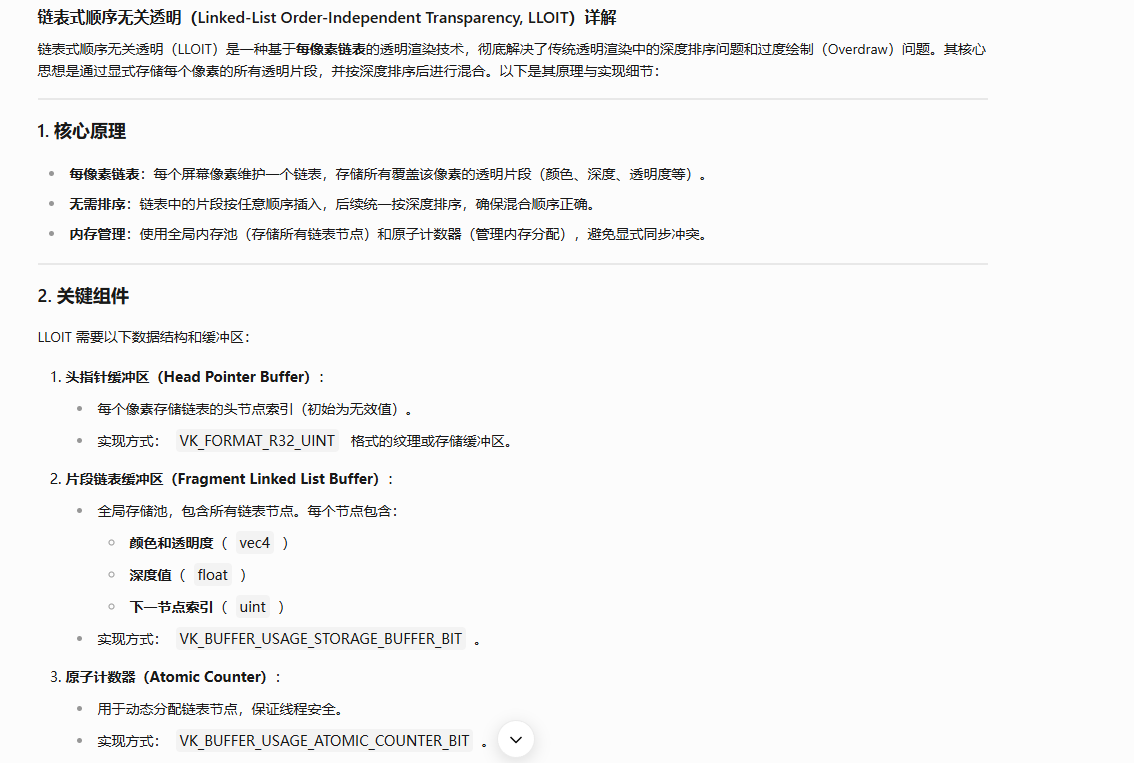 链表式顺序无关透明（Linked-List Order-Independent Transparency, LLOIT）详解
链表式顺序无关透明（LLOIT）是一种基于每像素链表的透明渲染技术，彻底解决了传统透明渲染中的深度排序问题和过度绘制（Overdraw）问题。其核心
思想是通过显式存储每个像素的所有透明片段，并按深度排序后进行混合。以下是其原理与实现细节：
1. 核心原理
每像素链表：每个屏幕像素维护一个链表，存储所有覆盖该像素的透明片段（颜色、深度、透明度等）。
无需排序：链表中的片段按任意顺序插入，后续统一按深度排序，确保混合顺序正确。
内存管理：使用全局内存池（存储所有链表节点）和原子计数器（管理内存分配），避免显式同步冲突。
2. 关键组件
LLOIT 需要以下数据结构和缓冲区：
1. 头指针缓冲区（Head Pointer Buffer）：
每个像素存储链表的头节点索引（初始为无效值）。
实现方式： VK_FORMAT_R32_UINT 格式的纹理或存储缓冲区。
2. 片段链表缓冲区（Fragment Linked List Buffer）：
全局存储池，包含所有链表节点。每个节点包含：
颜色和透明度（ vec4 ）
深度值（ float ）
下一节点索引（ uint ）
实现方式： VK_BUFFER_USAGE_STORAGE_BUFFER_BIT 。
3. 原子计数器（Atomic Counter）：
用于动态分配链表节点，保证线程安全。
实现方式： VK_BUFFER_USAGE_ATOMIC_COUNTER_BIT 。